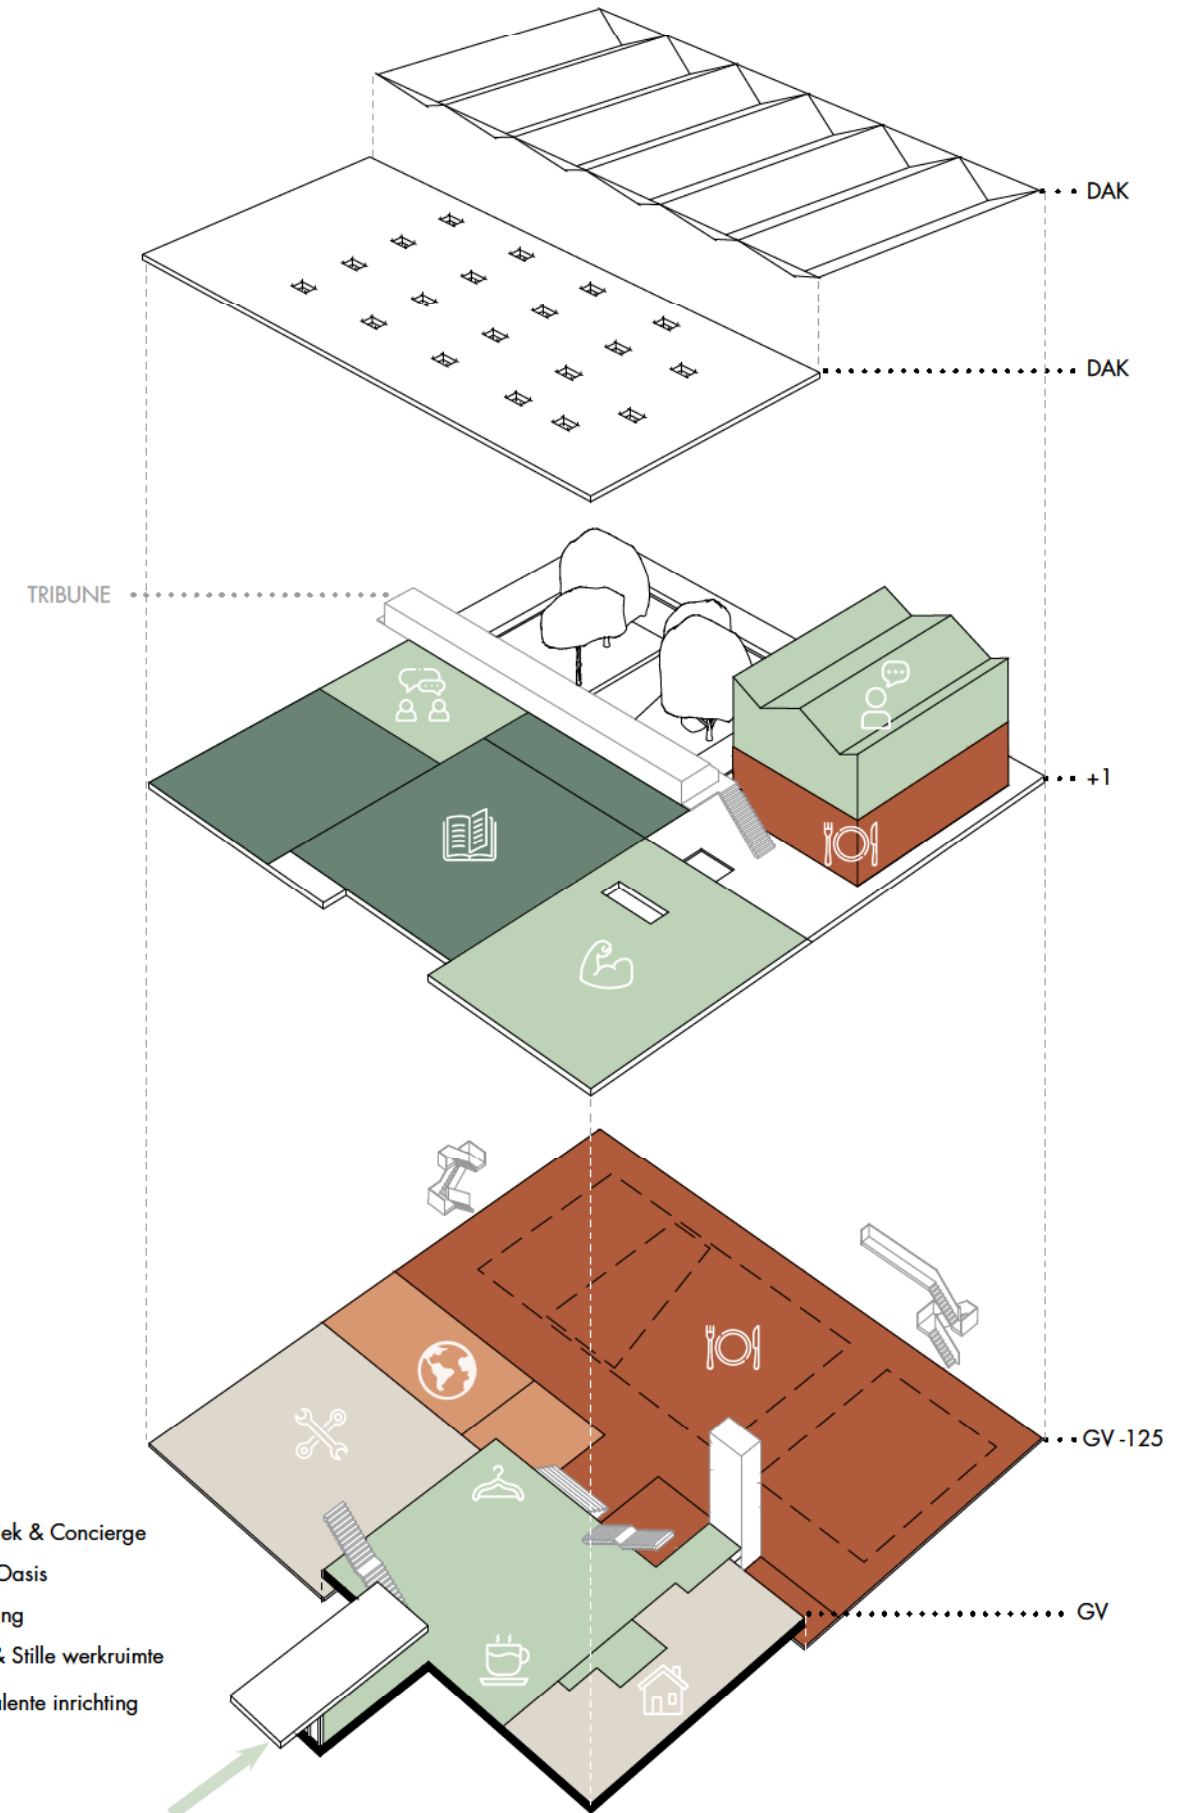 DAK
DAK
TRIBUNE
+1
GV -125
ek & Concierge
Oasis
ng
& Stille werkruimte
GV
lente inrichting